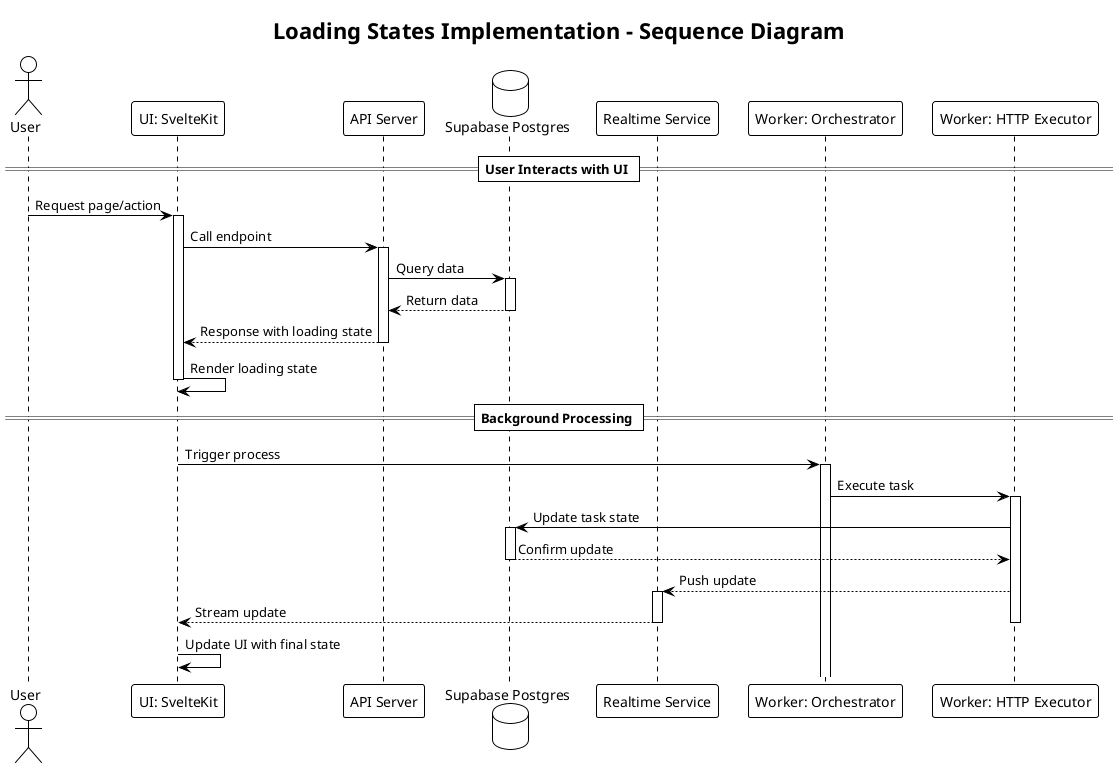 Loading States Implementation - Sequence Diagram
User
UI: SvelteKit
API Server
Supabase Postgres
Realtime Service
Worker: Orchestrator
Worker: HTTP Executor
User Interacts with UI
Request page/action
Call endpoint
Query data
Return data
Response with loading state
Render loading state
Background Processing
Trigger process
Execute task
Update task state
Confirm update
Push update
Stream update
Update UI with final state
User
UI: SvelteKit
API Server
Supabase Postgres
Realtime Service
Worker: Orchestrator
Worker: HTTP Executor